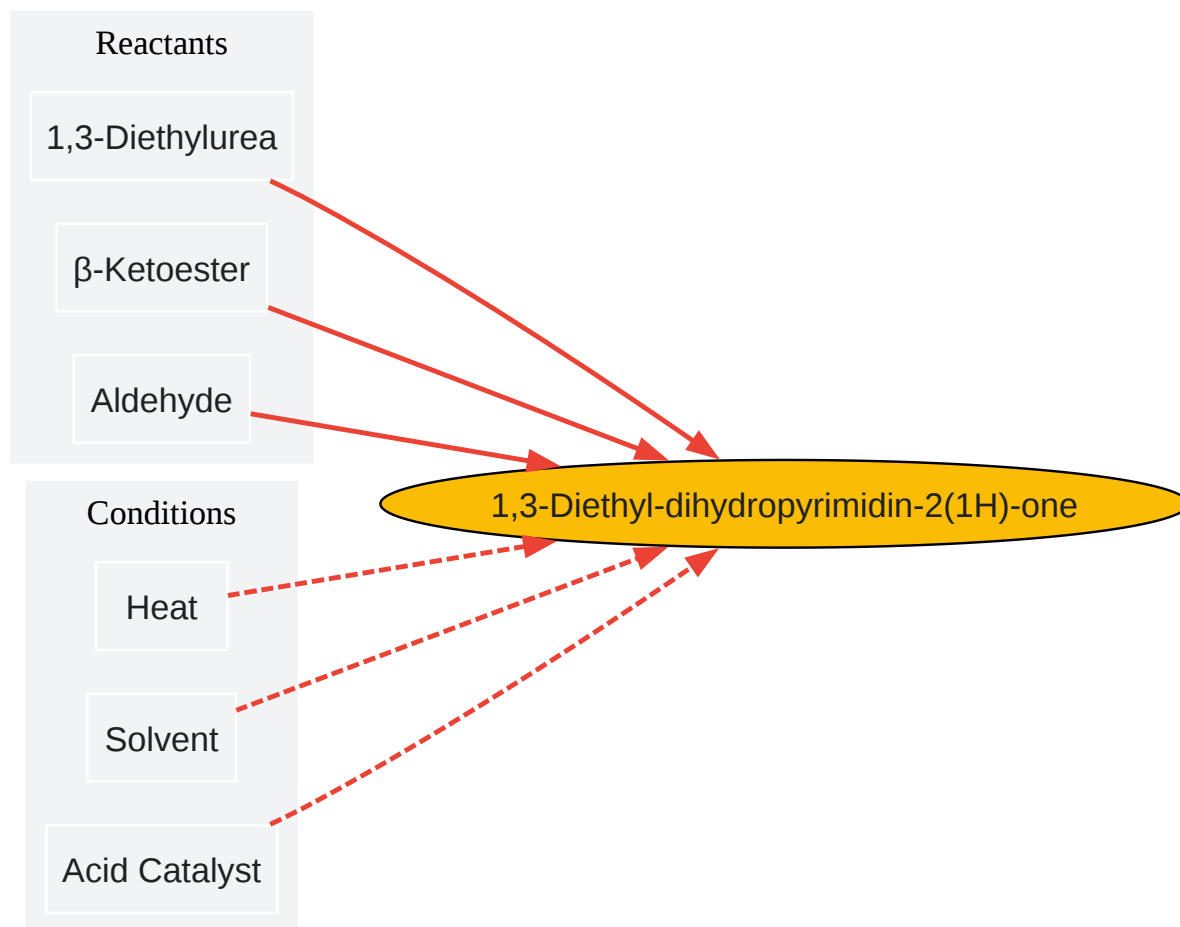 Reactants
1,3-Diethylurea
β-Ketoester
Aldehyde
Conditions
1,3-Diethyl-dihydropyrimidin-2(1H)-one
Heat
Solvent
Acid Catalyst